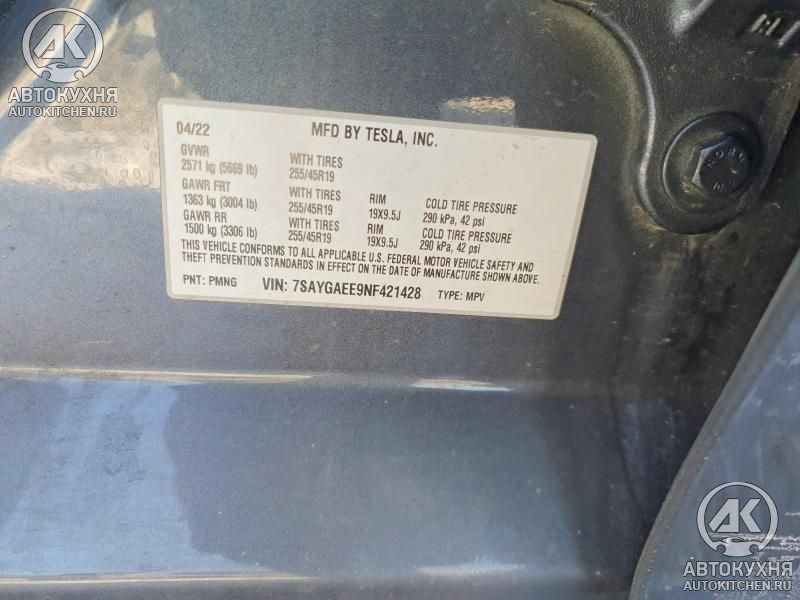 АК
АВТОКУХНЯ
AUTOKITCHEN.RU
04/22 MFD BY TESLA, INC.
GVWR
2571 kg (5669 lb) WITH TIRES 255/45R19
GAWR FRT
1363 kg (3004 lb) WITH TIRES 255/45R19 RIM 19X9.5J COLD TIRE PRESSURE 290 kPa, 42 psi
GAWR RR
1500 kg (3306 lb) WITH TIRES 255/45R19 RIM 19X9.5J COLD TIRE PRESSURE 290 kPa, 42 psi
THIS VEHICLE CONFORMS TO ALL APPLICABLE U.S. FEDERAL MOTOR VEHICLE SAFETY AND
THEFT PREVENTION STANDARDS IN EFFECT ON THE DATE OF MANUFACTURE SHOWN ABOVE.
PNT: PMNG VIN: 7SAYGAEE9NF421428 TYPE: MPV
АК
АВТОКУХНЯ
AUTOKITCHEN.RU